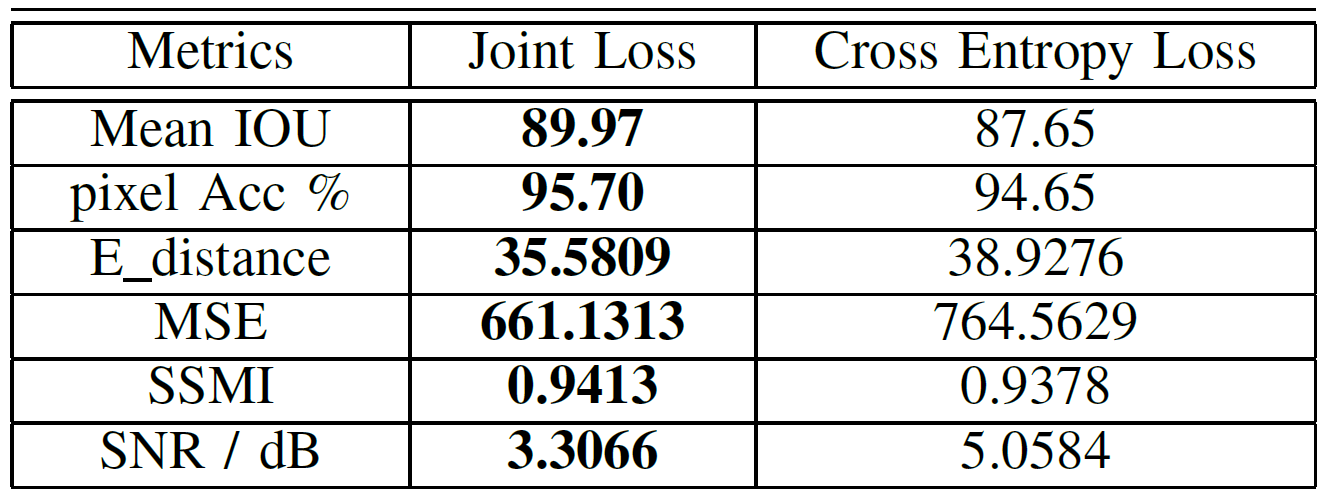 Metrics Joint Loss Cross Entropy Loss
Mean IOU 89.97 87.65
pixel Acc % 95.70 94.65
E_distance 35.5809 38.9276
MSE 661.1313 764.5629
SSMI 0.9413 0.9378
SNR / dB 3.3066 5.0584